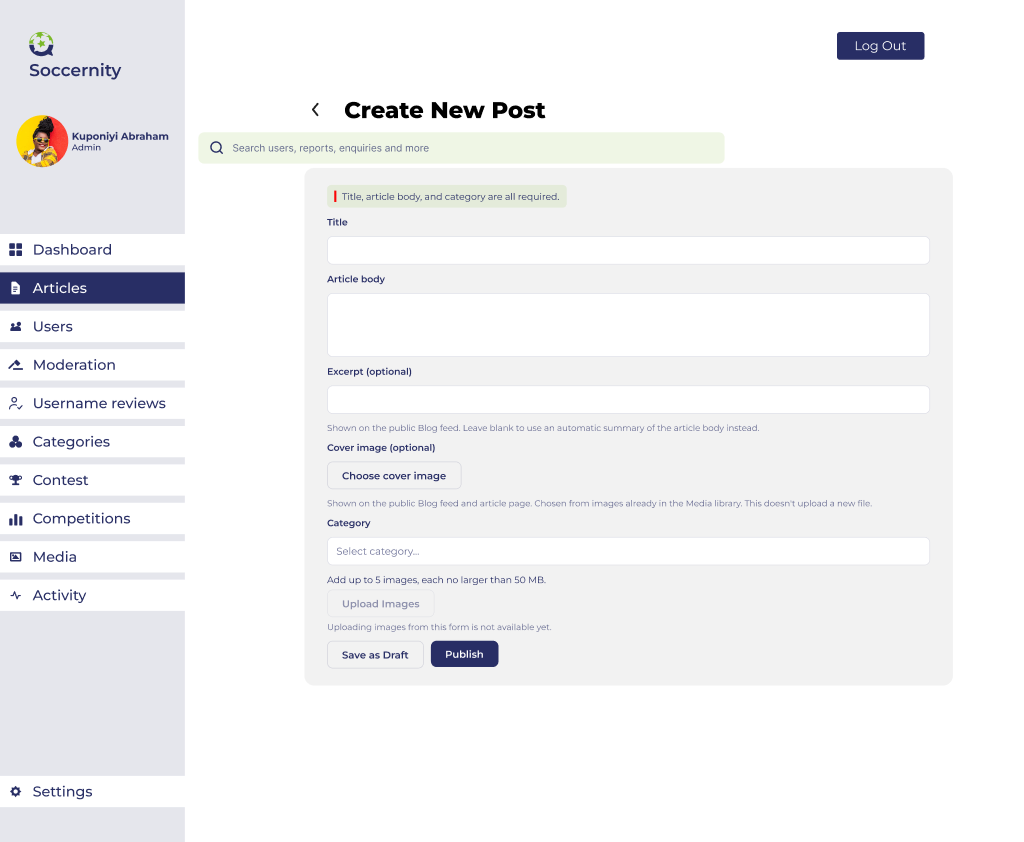 Soccernity
Kuponiyi Abraham
Admin
Dashboard
Articles
Users
Moderation
Username reviews
Categories
Contest
Competitions
Media
Activity
Settings
Log Out
Create New Post
Search users, reports, enquiries and more
Title, article body, and category are all required.
Title
Article body
Excerpt (optional)
Shown on the public Blog feed. Leave blank to use an automatic summary of the article body instead.
Cover image (optional)
Choose cover image
Shown on the public Blog feed and article page. Chosen from images already in the Media library. This doesn't upload a new file.
Category
Select category...
Add up to 5 images, each no larger than 50 MB.
Upload Images
Uploading images from this form is not available yet.
Save as Draft
Publish